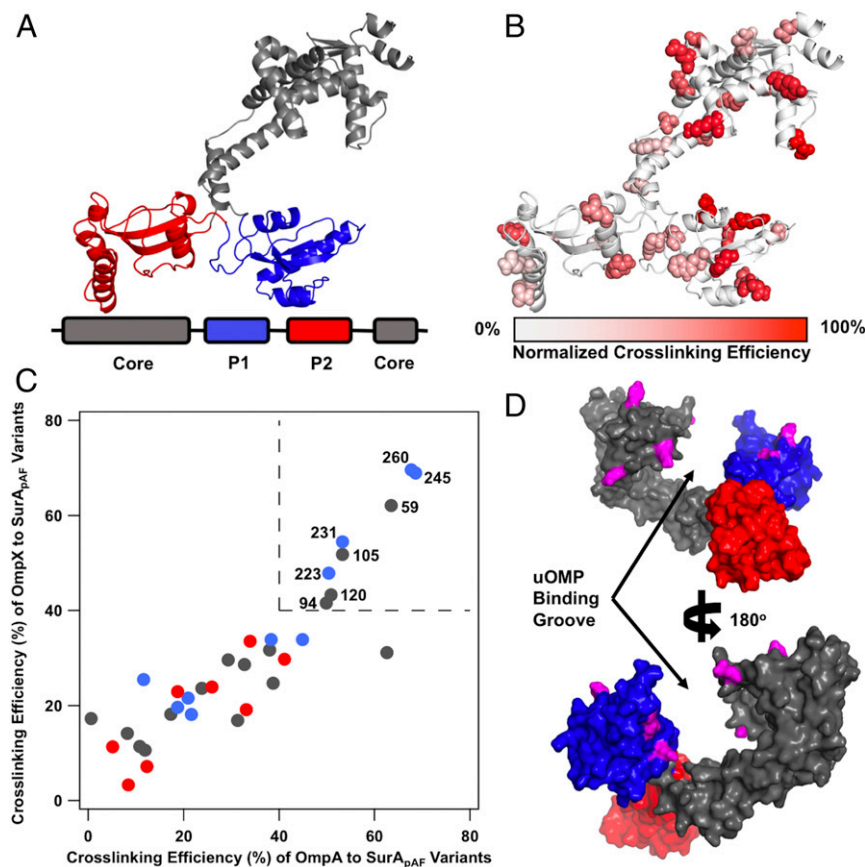 A
B
Core P1 P2 Core
0% 100%
Normalized Crosslinking Efficiency
C
D
Crosslinking Efficiency (%) of OmpX to SurApAF Variants
80
60
40
20
0
260
245
59
231
105
223
120
94
0 20 40 60 80
Crosslinking Efficiency (%) of OmpA to SurApAF Variants
uOMP
Binding
Groove
180°